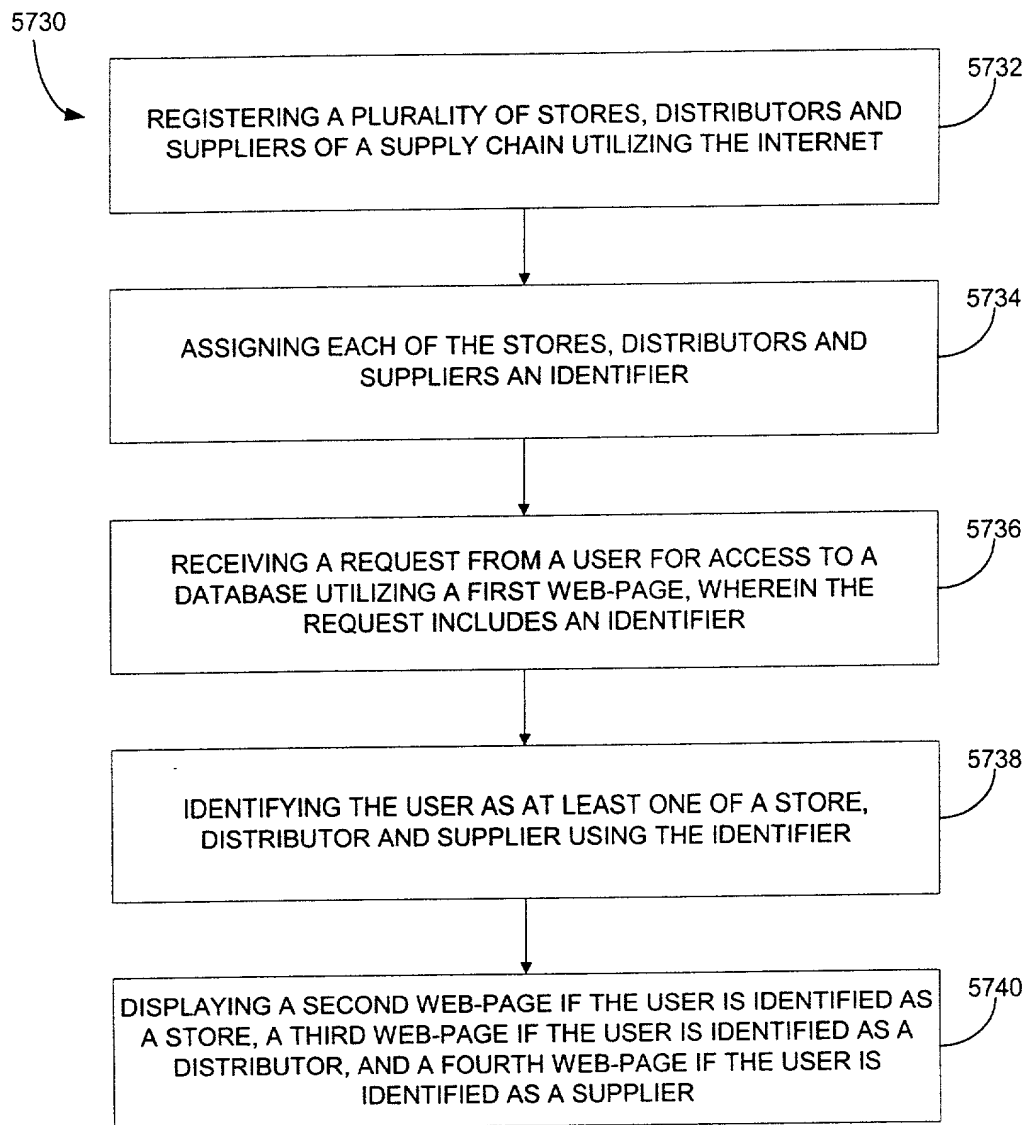 5730
5732
REGISTERING A PLURALITY OF STORES, DISTRIBUTORS AND
SUPPLIERS OF A SUPPLY CHAIN UTILIZING THE INTERNET
5734
ASSIGNING EACH OF THE STORES, DISTRIBUTORS AND
SUPPLIERS AN IDENTIFIER
5736
RECEIVING A REQUEST FROM A USER FOR ACCESS TO A
DATABASE UTILIZING A FIRST WEB-PAGE, WHEREIN THE
REQUEST INCLUDES AN IDENTIFIER
5738
IDENTIFYING THE USER AS AT LEAST ONE OF A STORE,
DISTRIBUTOR AND SUPPLIER USING THE IDENTIFIER
5740
DISPLAYING A SECOND WEB-PAGE IF THE USER IS IDENTIFIED AS
A STORE, A THIRD WEB-PAGE IF THE USER IS IDENTIFIED AS A
DISTRIBUTOR, AND A FOURTH WEB-PAGE IF THE USER IS
IDENTIFIED AS A SUPPLIER